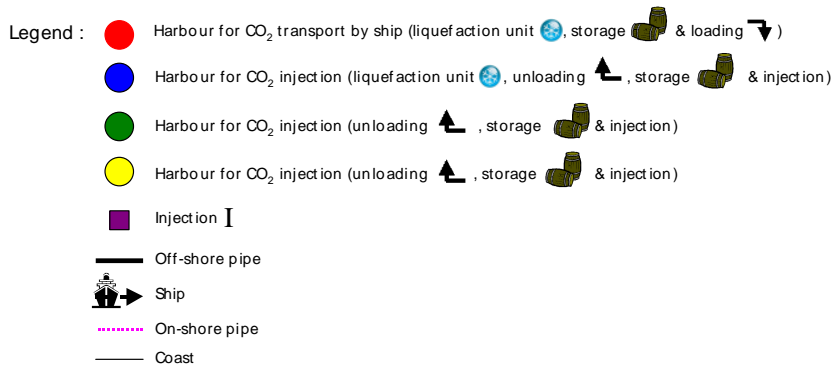 Legend : Harbour for CO₂ transport by ship (liquefaction unit , storage & loading )
Harbour for CO₂ injection (liquefaction unit , unloading , storage & injection)
Harbour for CO₂ injection (unloading , storage & injection)
Harbour for CO₂ injection (unloading , storage & injection)
Injection I
Off-shore pipe
Ship
On-shore pipe
Coast